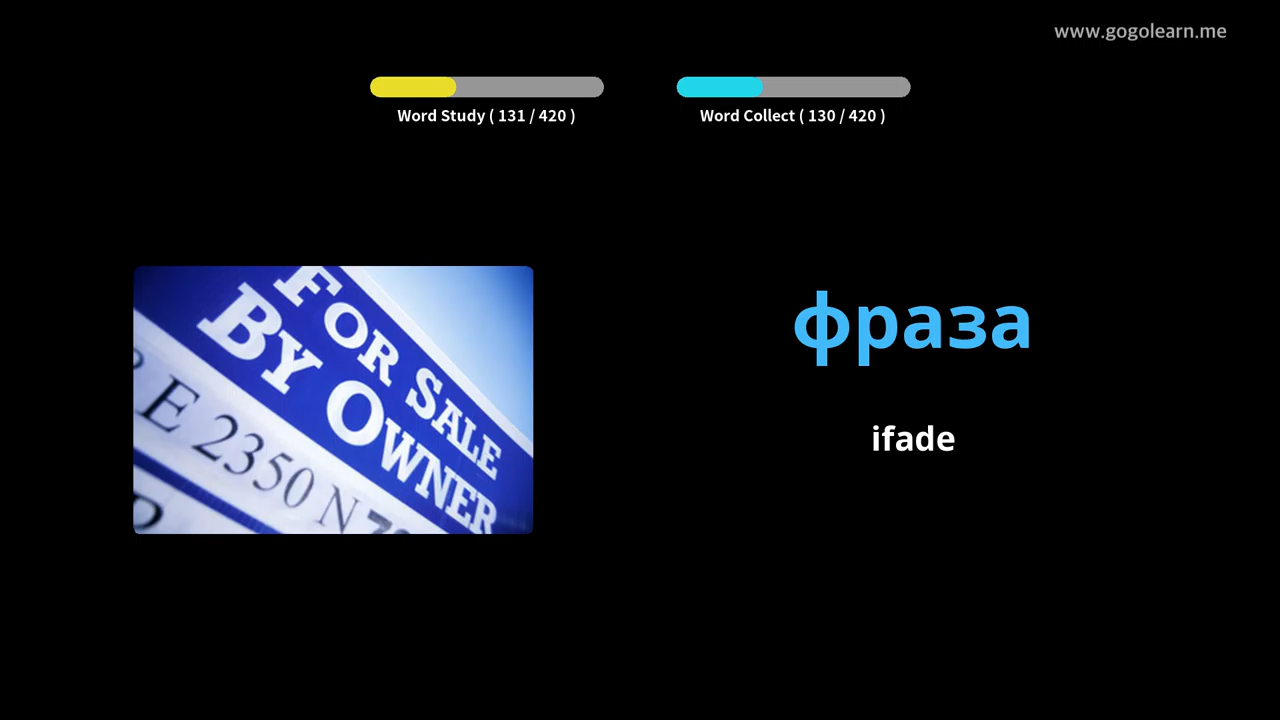 www.gogolearn.me
Word Study ( 131 / 420 )
Word Collect ( 130 / 420 )
FOR SALE
BY OWNER
E 2350 N
фраза
ifade